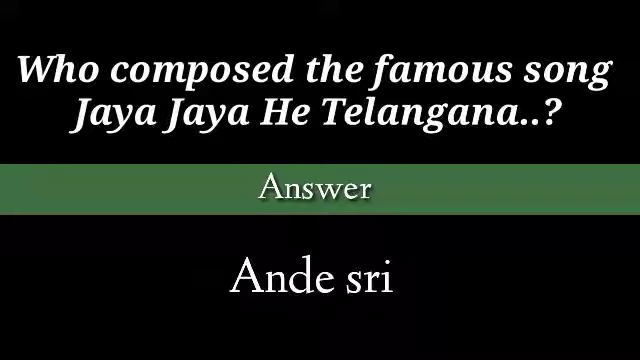 Who composed the famous song
Jaya Jaya He Telangana..?
Answer
Ande sri